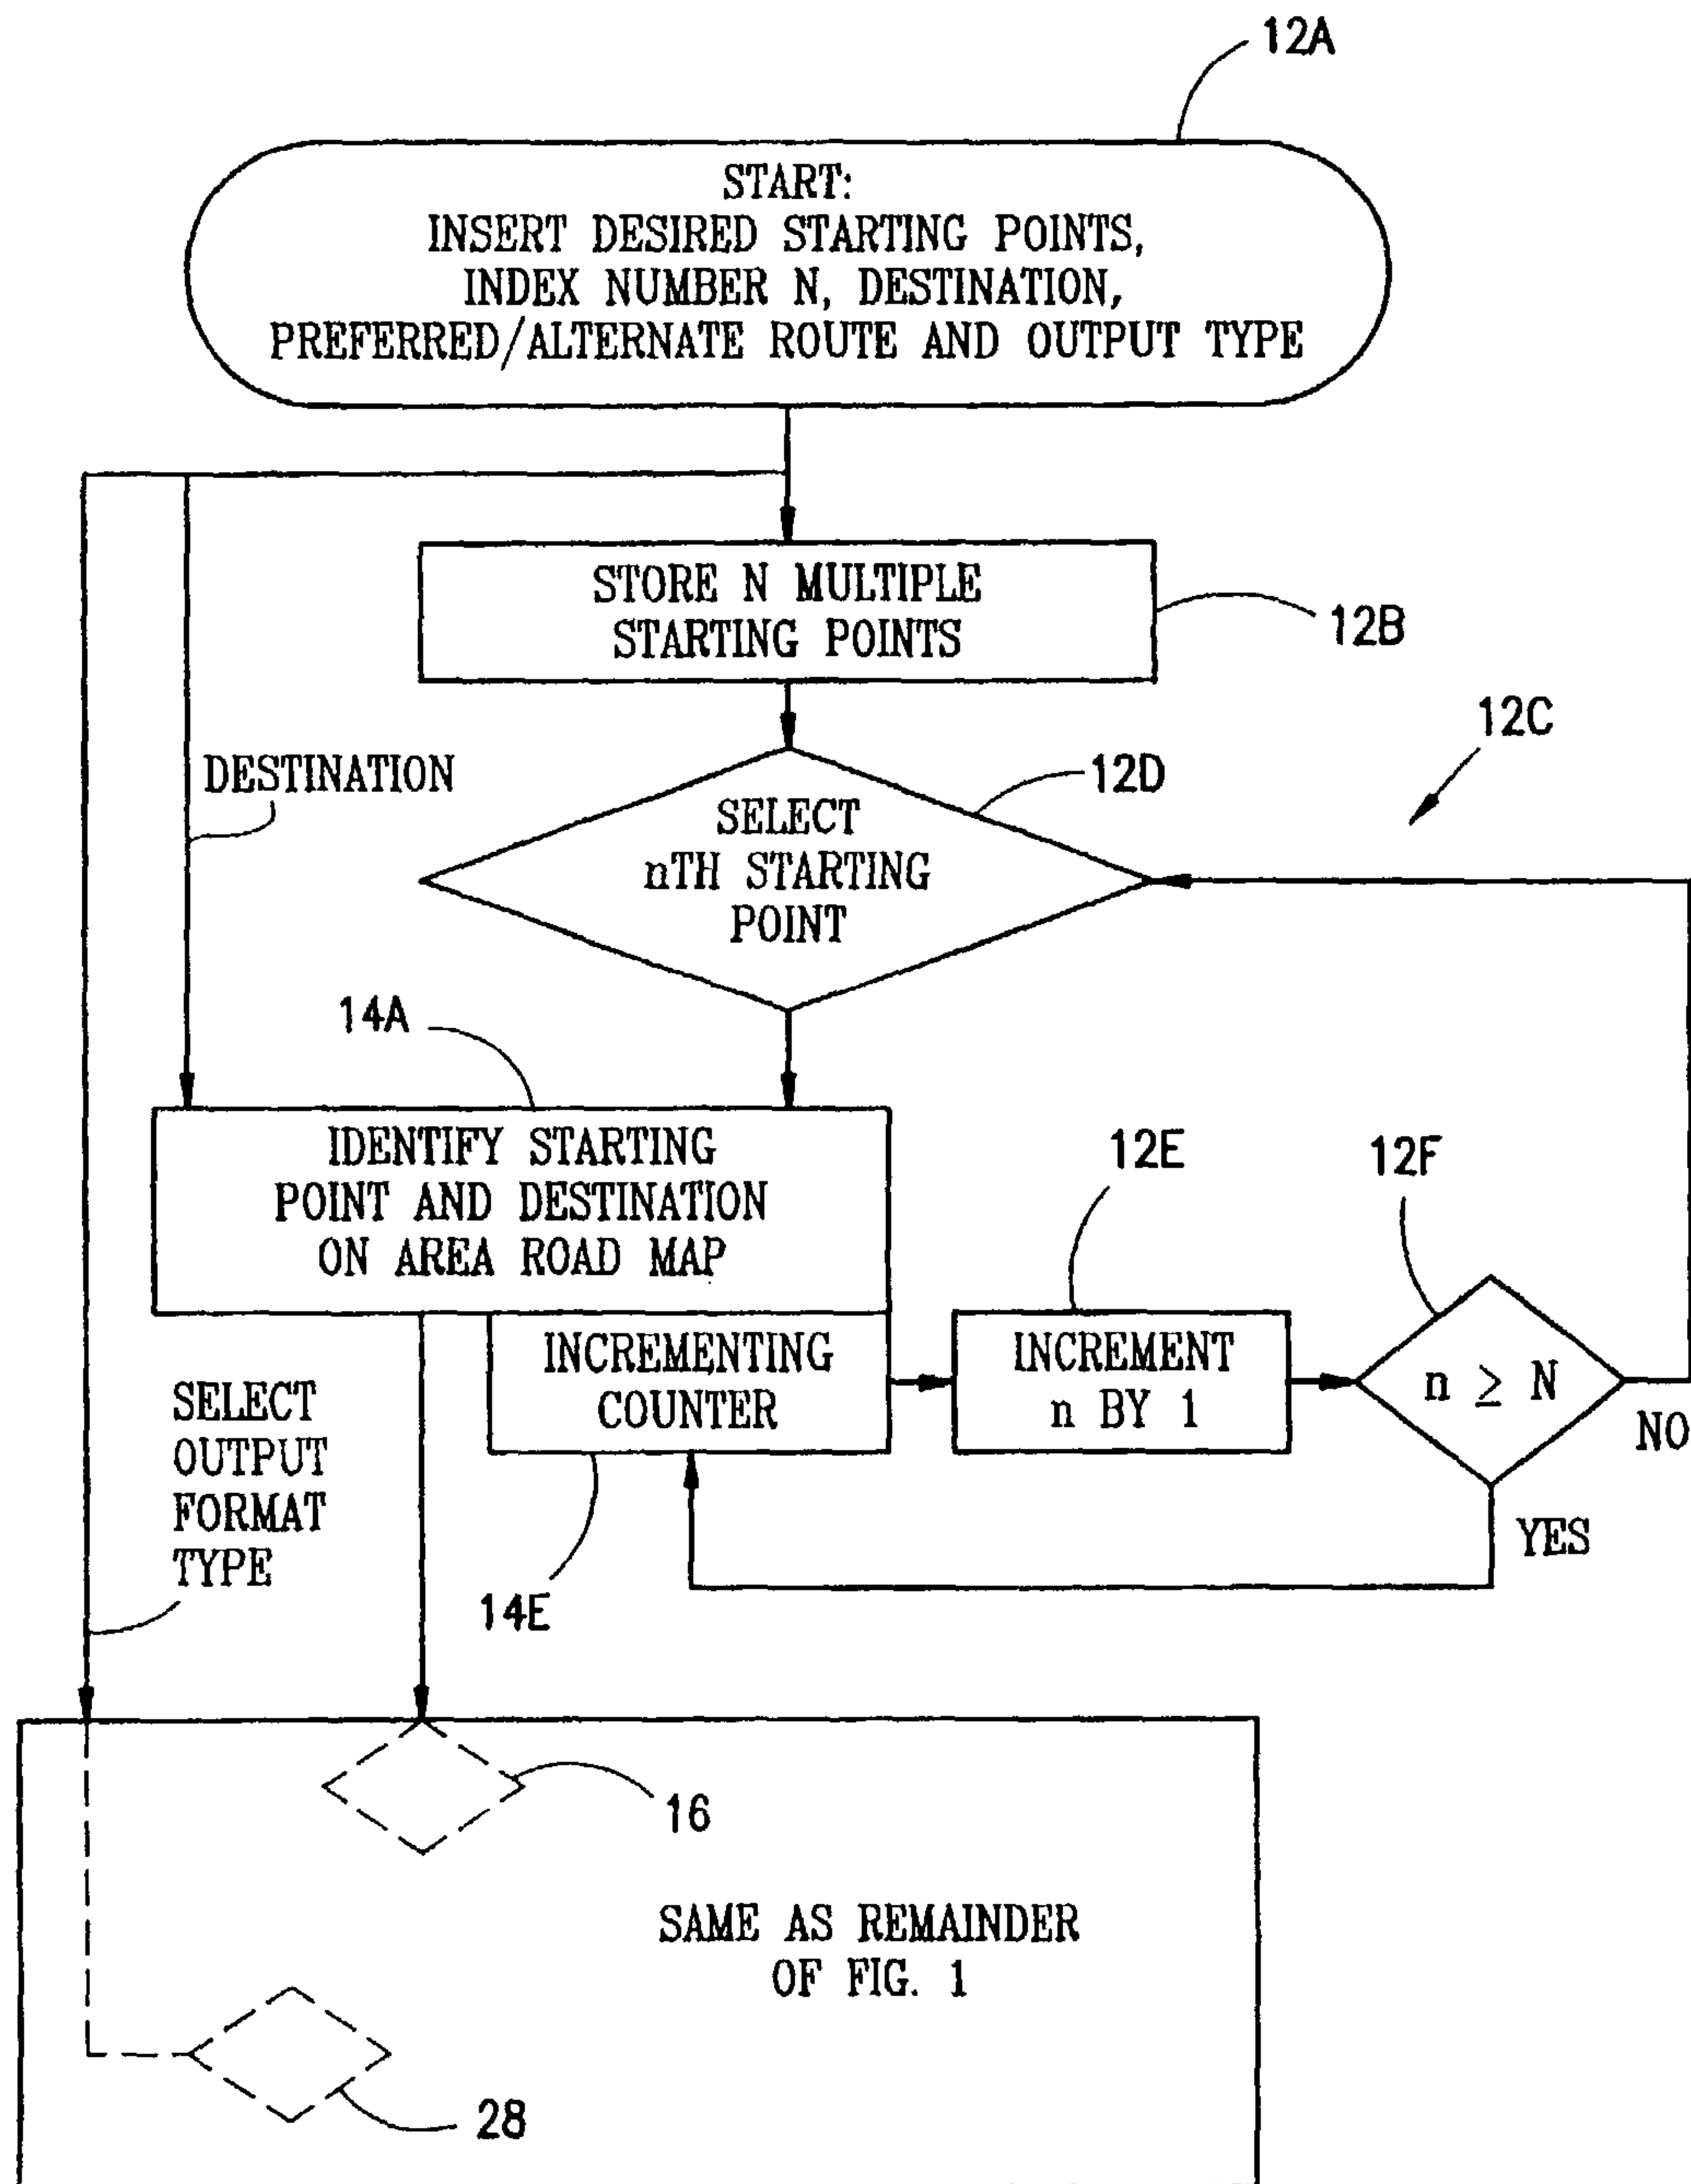 12A
START:
INSERT DESIRED STARTING POINTS,
INDEX NUMBER N, DESTINATION,
PREFERRED/ALTERNATE ROUTE AND OUTPUT TYPE
STORE N MULTIPLE
STARTING POINTS
12B
12C
DESTINATION
12D
SELECT
nTH STARTING
POINT
14A
IDENTIFY STARTING
POINT AND DESTINATION
ON AREA ROAD MAP
12E
12F
INCREMENTING
COUNTER
INCREMENT
n BY 1
n ≥ N
NO
YES
SELECT
OUTPUT
FORMAT
TYPE
14E
16
SAME AS REMAINDER
OF FIG. 1
28